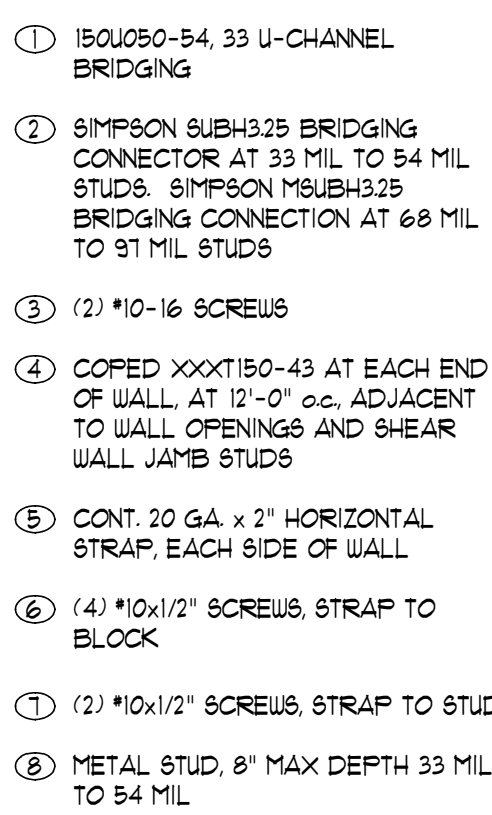 1 150U050-54, 33 U-CHANNEL
BRIDGING
2 SIMPSON SUBH3.25 BRIDGING
CONNECTOR AT 33 MIL TO 54 MIL
STUDS. SIMPSON MSUBH3.25
BRIDGING CONNECTION AT 68 MIL
TO 97 MIL STUDS
3 (2) #10-16 SCREWS
4 COPED XXXT150-43 AT EACH END
OF WALL, AT 12'-0" o.c., ADJACENT
TO WALL OPENINGS AND SHEAR
WALL JAMB STUDS
5 CONT. 20 GA. x 2" HORIZONTAL
STRAP, EACH SIDE OF WALL
6 (4) #10x1/2" SCREWS, STRAP TO
BLOCK
7 (2) #10x1/2" SCREWS, STRAP TO STUD
8 METAL STUD, 8" MAX DEPTH 33 MIL
TO 54 MIL